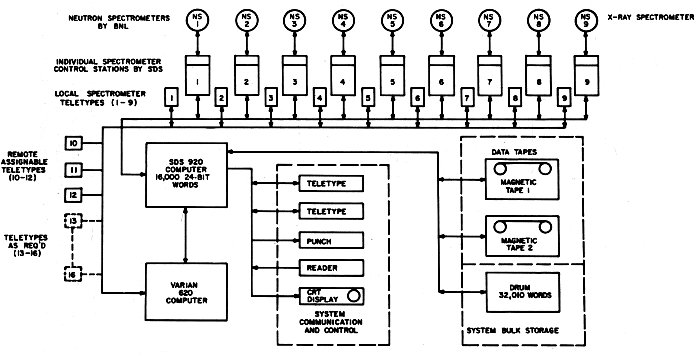 NEUTRON SPECTROMETERS
BY BNL
NS 1
NS 2
NS 3
NS 4
NS 5
NS 6
NS 7
NS 8
NS 9
X-RAY SPECTROMETER
INDIVIDUAL SPECTROMETER
CONTROL STATIONS BY SDS
1
2
3
4
5
6
7
8
9
LOCAL SPECTROMETER
TELETYPES (1-9)
1
2
3
4
5
6
7
8
9
REMOTE
ASSIGNABLE
TELETYPES
(10-12)
10
11
12
TELETYPES
AS REQ'D
(13-16)
13
16
SDS 920
COMPUTER
16,000 24-BIT
WORDS
VARIAN
620
COMPUTER
TELETYPE
TELETYPE
PUNCH
READER
CRT
DISPLAY
SYSTEM
COMMUNICATION
AND CONTROL
DATA TAPES
MAGNETIC
TAPE 1
MAGNETIC
TAPE 2
DRUM
32,010 WORDS
SYSTEM BULK STORAGE